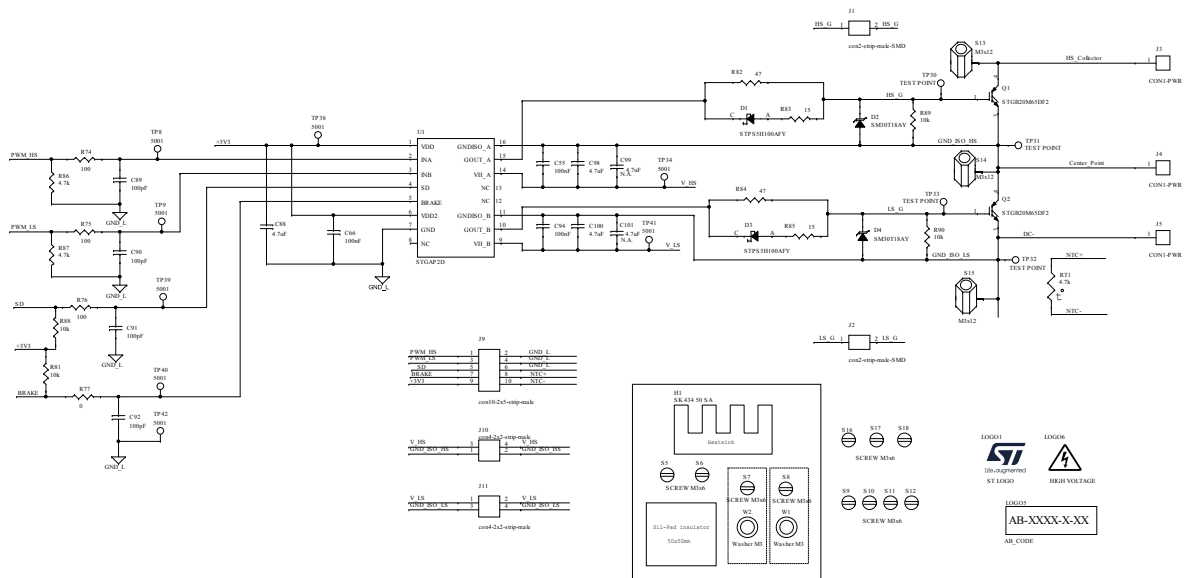 J1
HS_G 1 2 HS_G
con2-strip-male-SMD
S13
M3x12
J3
HS_Collector 1
CON1-PWR
R82
47
TP30
TEST POINT
HS_G
D1
C A
STPS5H100AFY
R83
15
D2
SM30T18AY
R89
10k
1
Q1
STGB20M65DF2
TP38
5001
+3V3
U1
1 VDD
2 INA
3 INB
4 SD
5 BRAKE
6 VDD2
7 GND
8 NC
GNDISO_A 16
GOUT_A 15
VH_A 14
NC 13
NC 12
GNDISO_B 11
GOUT_B 10
VH_B 9
STGAP2D
GND_ISO_HS
TP31
TEST POINT
TP8
5001
PWM_HS
R74
100
R86
4.7k
C89
100pF
GND_L
C55
100nF
C98
4.7uF
C99
4.7uF
N.A.
TP34
5001
V_HS
S14
M3x12
Center_Point
J4
1
CON1-PWR
TP9
5001
PWM_LS
R75
100
R87
4.7k
C90
100pF
GND_L
C88
4.7uF
C66
100nF
GND_L
C94
100nF
C100
4.7uF
C101
4.7uF
N.A.
TP41
5001
V_LS
R84
47
D3
C A
STPS5H100AFY
R85
15
TP33
TEST POINT
LS_G
D4
SM30T18AY
R90
10k
1
Q2
STGB20M65DF2
J5
DC- 1
CON1-PWR
GND_ISO_LS
TP32
TEST POINT
NTC+
RT1
4.7k
NTC-
S15
M3x12
TP39
5001
SD
R76
100
R88
10k
C91
100pF
GND_L
+3V3
R81
10k
TP40
5001
BRAKE
R77
0
C92
100pF
TP42
5001
GND_L
J2
LS_G 1 2 LS_G
con2-strip-male-SMD
J9
PWM_HS 1 2 GND_L
PWM_LS 3 4 GND_L
SD 5 6 GND_L
BRAKE 7 8 NTC+
+3V3 9 10 NTC-
con10-2x5-strip-male
J10
con4-2x2-strip-male
V_HS 3 4 V_HS
GND_ISO_HS 1 2 GND_ISO_HS
J11
V_LS 1 2 V_LS
GND_ISO_LS 3 4 GND_ISO_LS
con4-2x2-strip-male
H1
SK 434 50 SA
Heatsink
S5 S6
SCREW M3x6
S7
SCREW M3x6
S8
SCREW M3x6
Sil-Pad insulator
50x50mm
W2
Washer M3
W1
Washer M3
S16 S17 S18
SCREW M3x6
S9 S10 S11 S12
SCREW M3x6
LOGO1
ST
life.augmented
ST LOGO
LOGO6
HIGH VOLTAGE
LOGO5
AB-XXXX-X-XX
AB_CODE